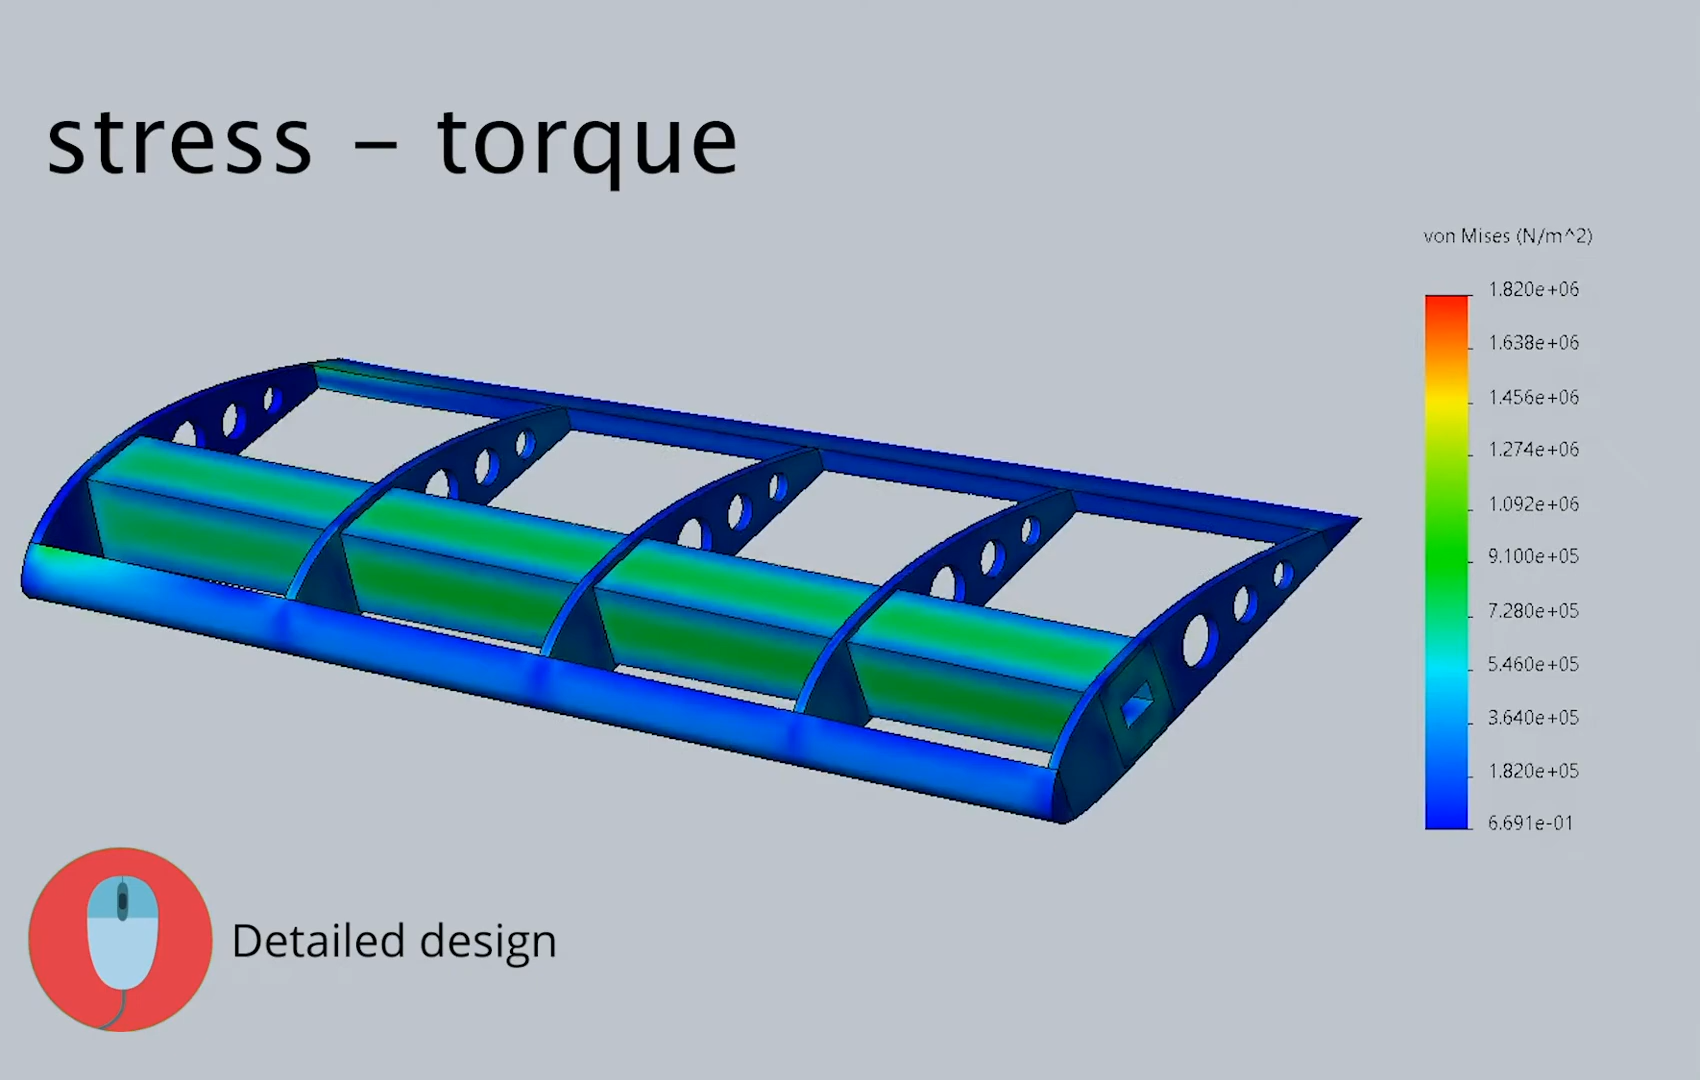 stress – torque
von Mises (N/m^2)
1.820e+06
1.638e+06
1.456e+06
1.274e+06
1.092e+06
9.100e+05
7.280e+05
5.460e+05
3.640e+05
1.820e+05
6.691e-01
Detailed design